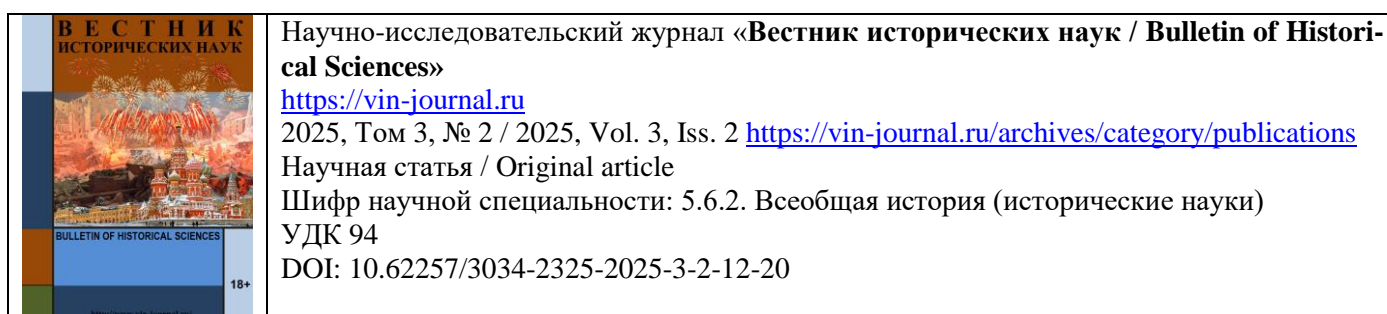 ВЕСТНИК
ИСТОРИЧЕСКИХ НАУК
BULLETIN OF HISTORICAL SCIENCES
18+
Научно-исследовательский журнал «Вестник исторических наук / Bulletin of Histori-
cal Sciences»
https://vin-journal.ru
2025, Том 3, № 2 / 2025, Vol. 3, Iss. 2 https://vin-journal.ru/archives/category/publications
Научная статья / Original article
Шифр научной специальности: 5.6.2. Всеобщая история (исторические науки)
УДК 94
DOI: 10.62257/3034-2325-2025-3-2-12-20